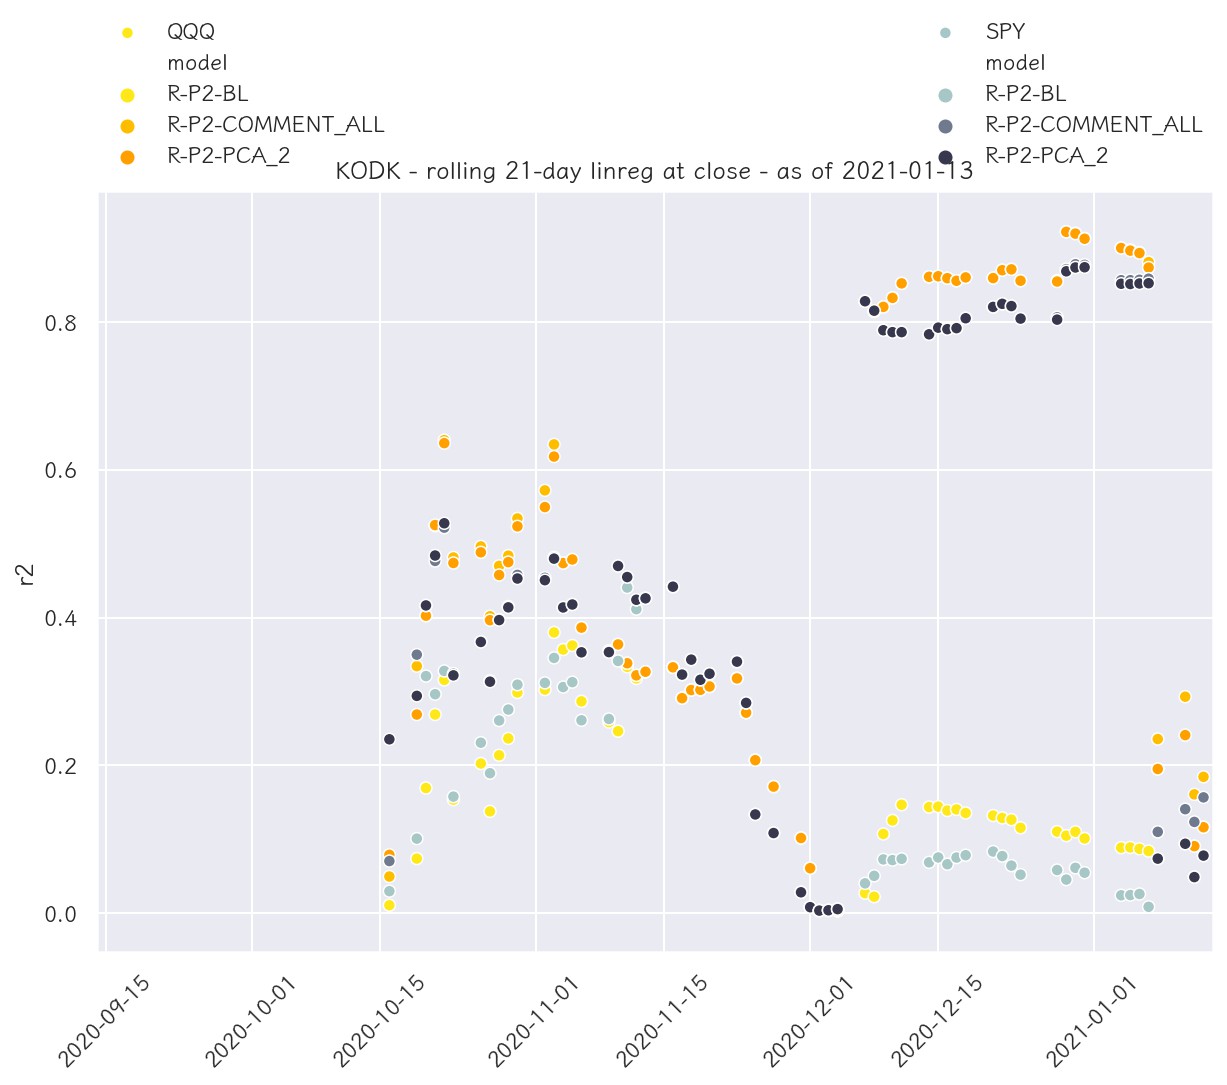 QQQ
model
R-P2-BL
R-P2-COMMENT_ALL
R-P2-PCA_2
SPY
model
R-P2-BL
R-P2-COMMENT_ALL
R-P2-PCA_2
KODK - rolling 21-day linreg at close - as of 2021-01-13
r2
0.8
0.6
0.4
0.2
0.0
2020-09-15
2020-10-01
2020-10-15
2020-11-01
2020-11-15
2020-12-01
2020-12-15
2021-01-01